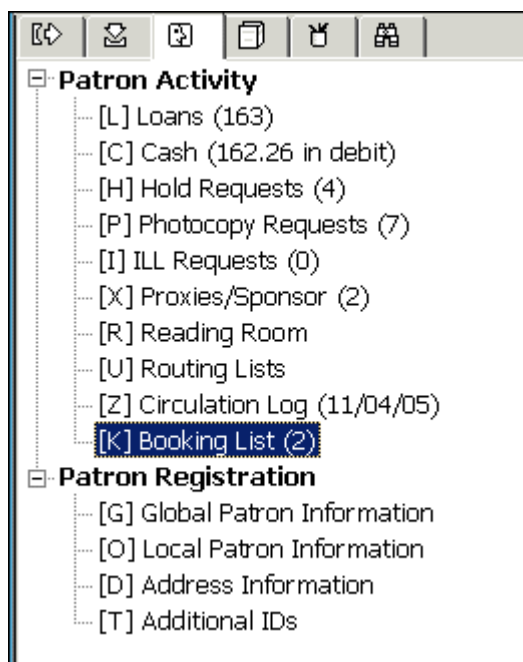 Patron Activity
[L] Loans (163)
[C] Cash (162.26 in debit)
[H] Hold Requests (4)
[P] Photocopy Requests (7)
[I] ILL Requests (0)
[X] Proxies/Sponsor (2)
[R] Reading Room
[U] Routing Lists
[Z] Circulation Log (11/04/05)
[K] Booking List (2)
Patron Registration
[G] Global Patron Information
[O] Local Patron Information
[D] Address Information
[T] Additional IDs